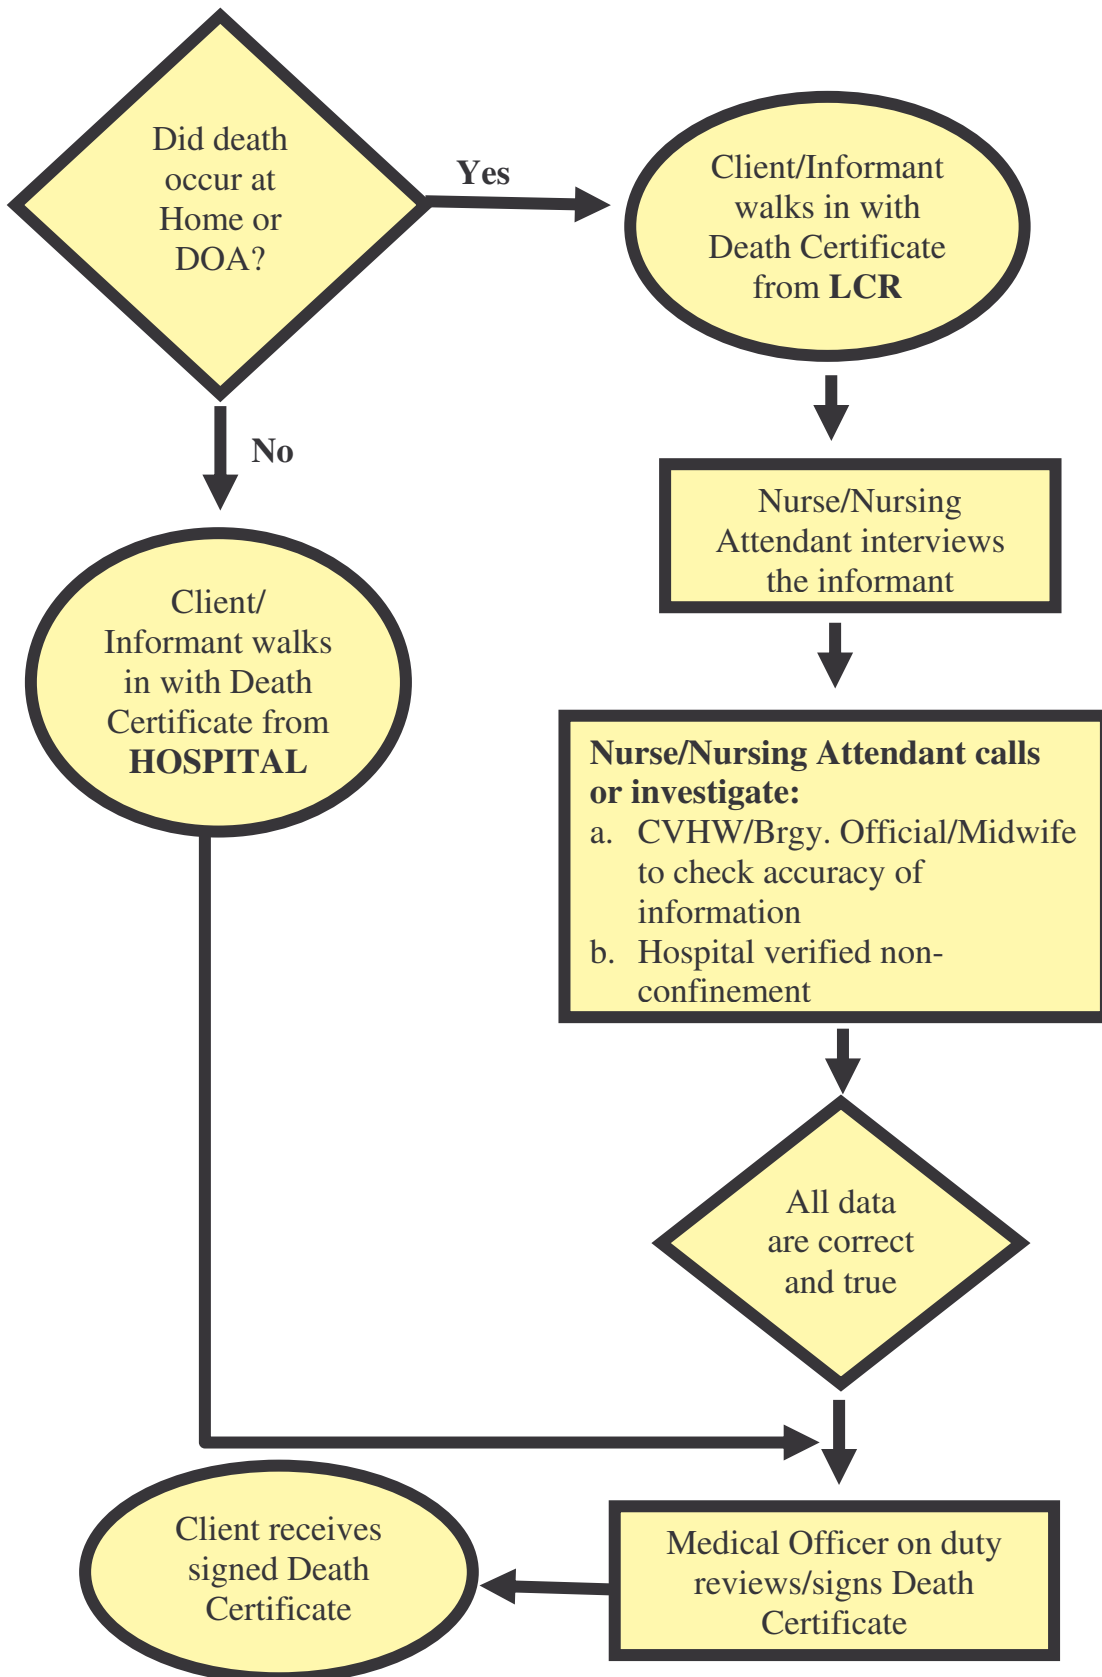 Did death
occur at
Home or
DOA?
Yes
Client/Informant
walks in with
Death Certificate
from LCR
No
Nurse/Nursing
Attendant interviews
the informant
Client/
Informant walks
in with Death
Certificate from
HOSPITAL
Nurse/Nursing Attendant calls
or investigate:
a. CVHW/Brgy. Official/Midwife
to check accuracy of
information
b. Hospital verified non-
confinement
All data
are correct
and true
Medical Officer on duty
reviews/signs Death
Certificate
Client receives
signed Death
Certificate